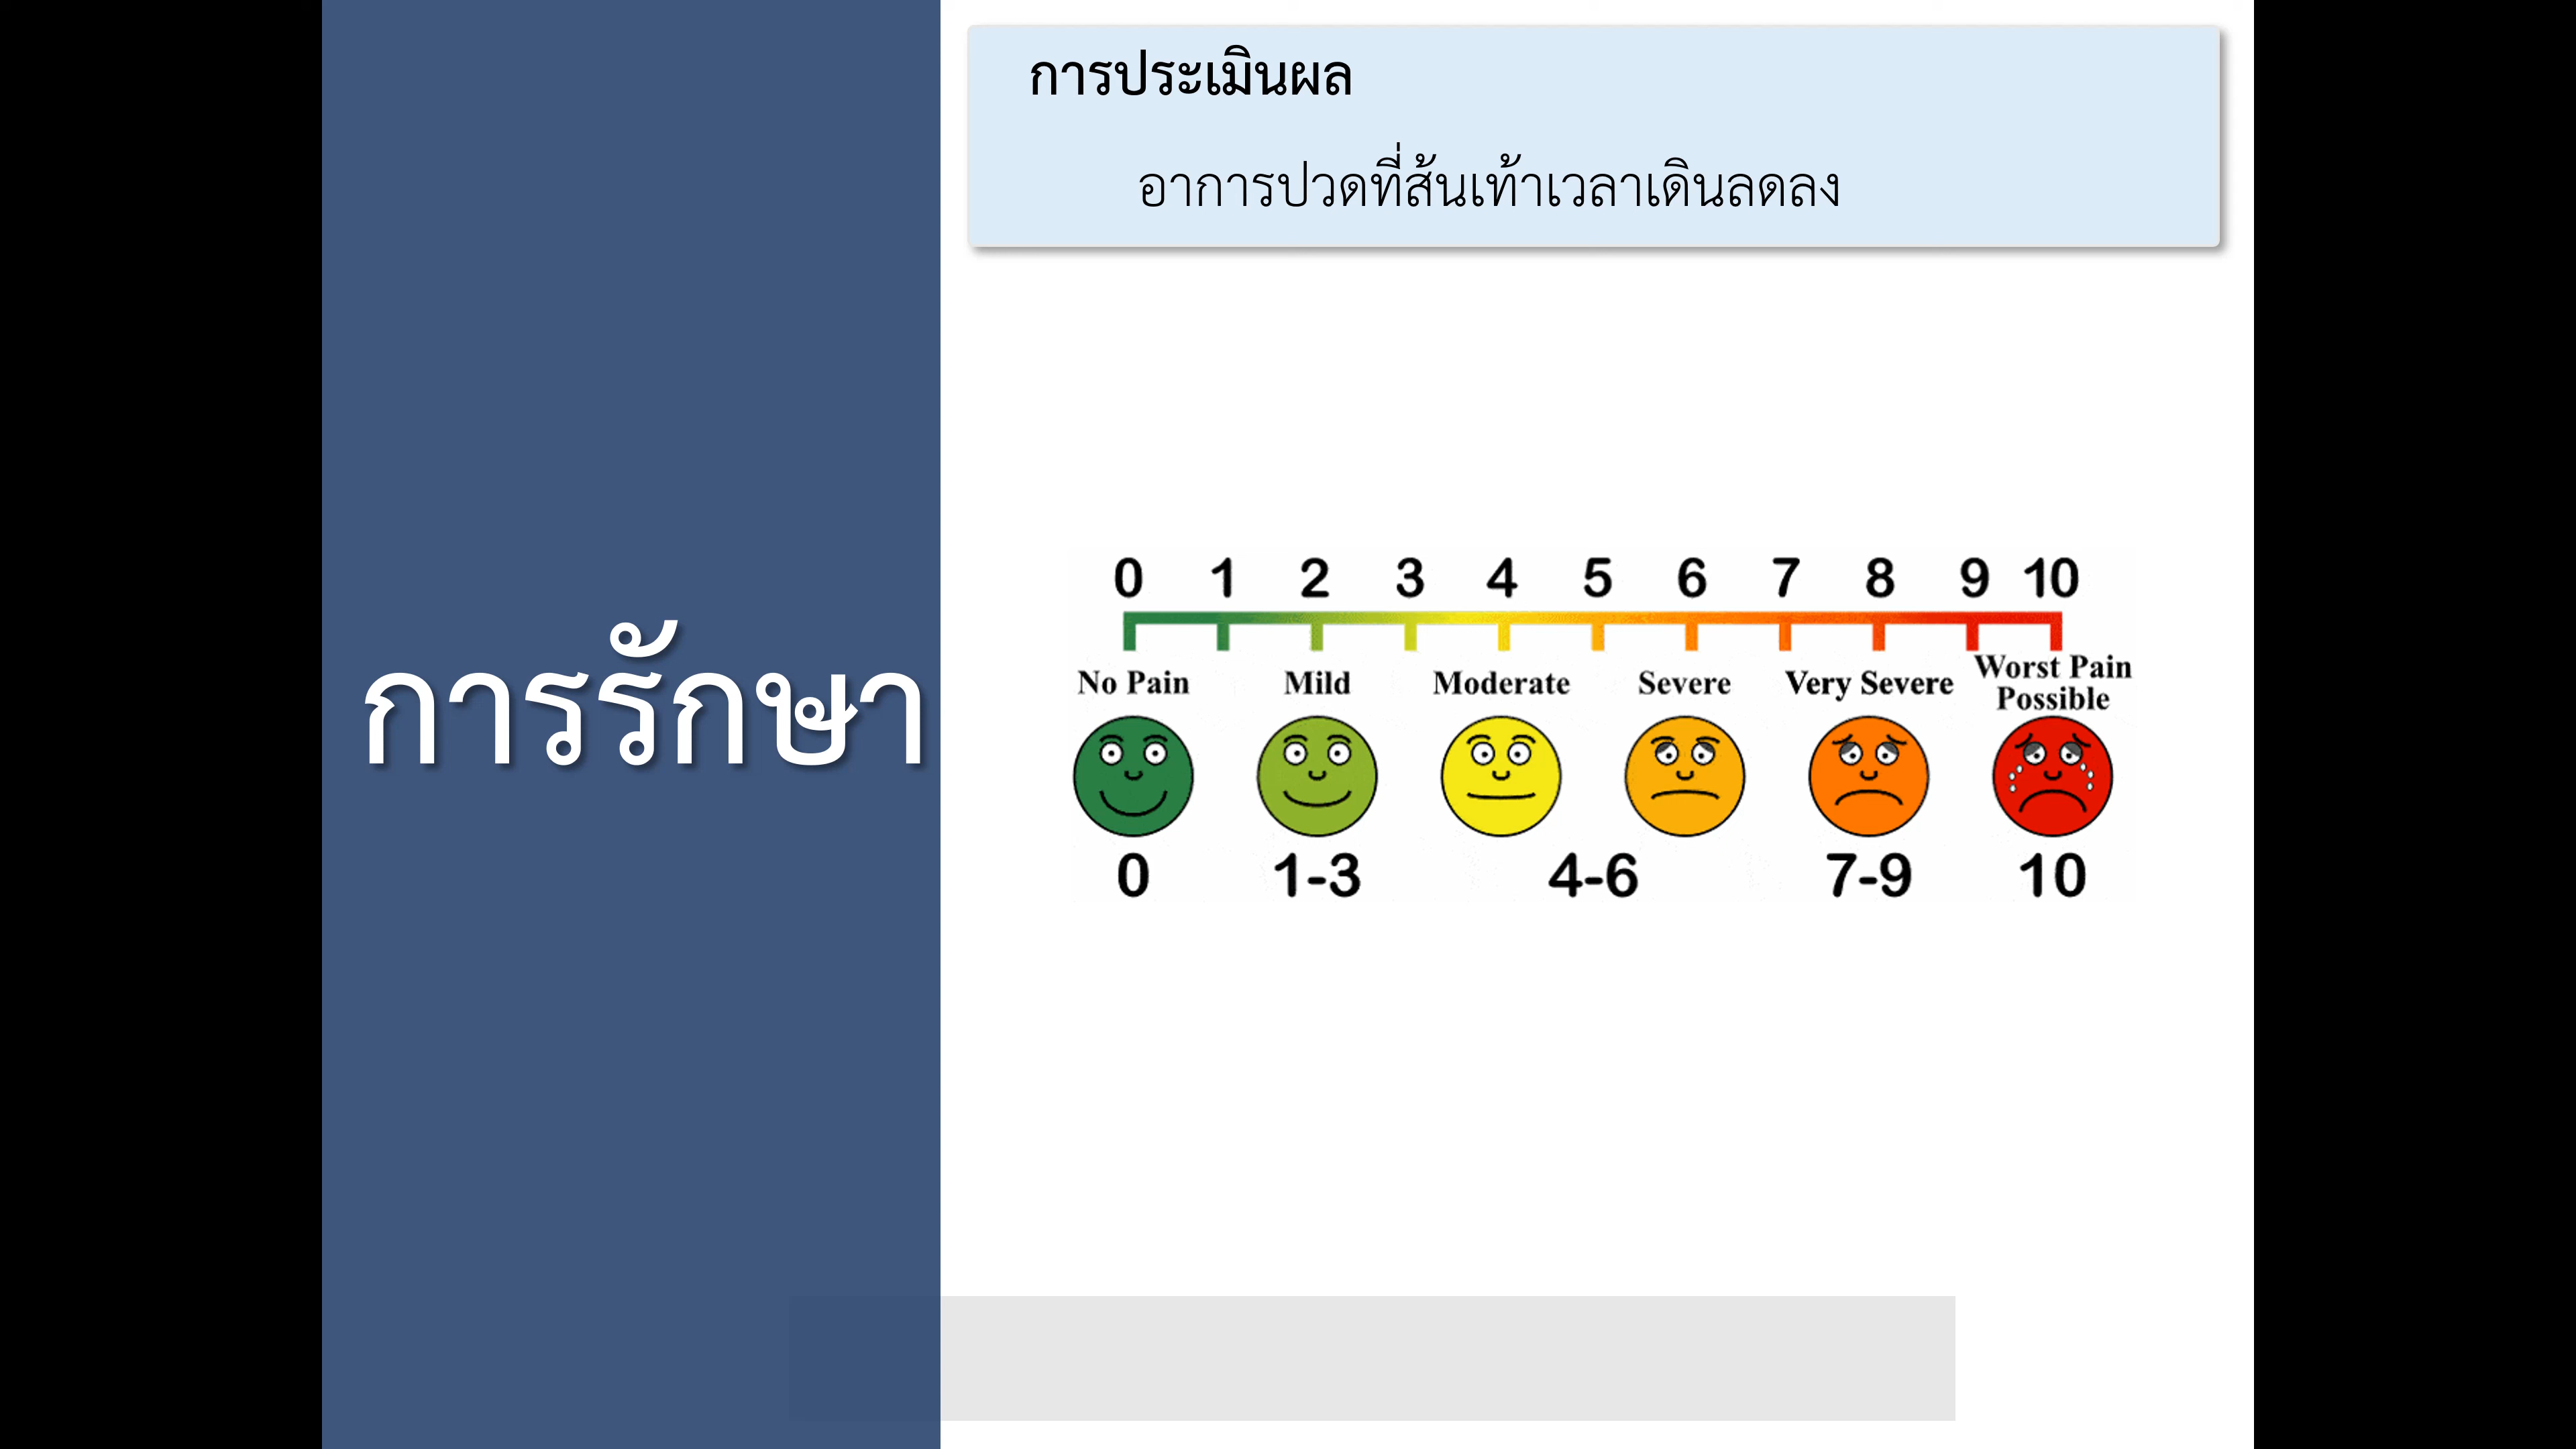 การรักษา
การประเมินผล
อาการปวดที่ส้นเท้าเวลาเดินลดลง
0 1 2 3 4 5 6 7 8 9 10
No Pain Mild Moderate Severe Very Severe Worst Pain Possible
0 1-3 4-6 7-9 10